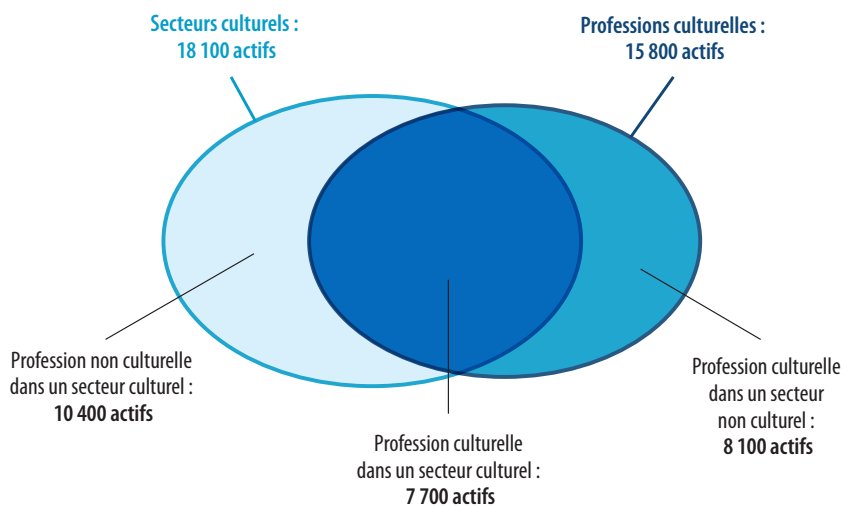 Secteurs culturels :
18 100 actifs
Professions culturelles :
15 800 actifs
Profession non culturelle
dans un secteur culturel :
10 400 actifs
Profession culturelle
dans un secteur culturel :
7 700 actifs
Profession culturelle
dans un secteur
non culturel :
8 100 actifs